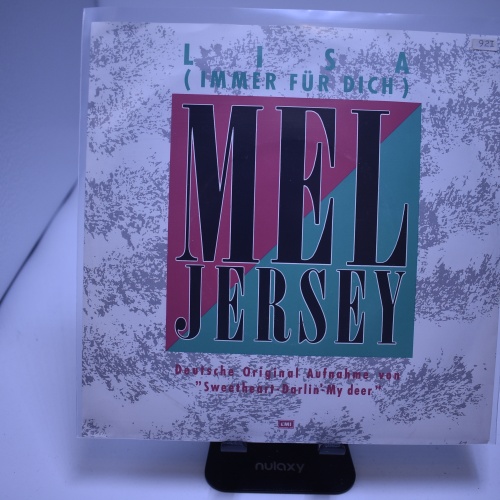 L I S A
(IMMER FÜR DICH)
MEL
JERSEY
Deutsche Original Aufnahme von
"Sweetheart-Darlin'-My deer"
EMI
nulaxy